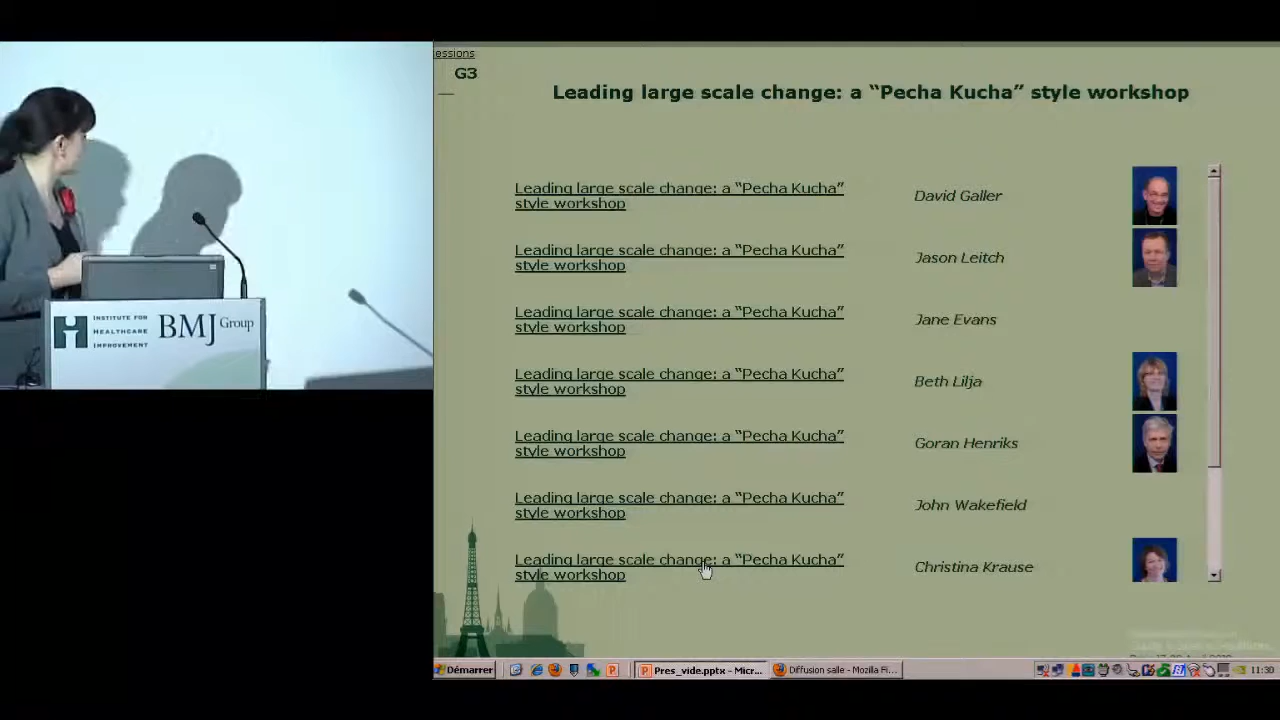 essions
G3
Leading large scale change: a “Pecha Kucha” style workshop
Leading large scale change: a “Pecha Kucha”
style workshop
David Galler
Leading large scale change: a “Pecha Kucha”
style workshop
Jason Leitch
Leading large scale change: a “Pecha Kucha”
style workshop
Jane Evans
Leading large scale change: a “Pecha Kucha”
style workshop
Beth Lilja
Leading large scale change: a “Pecha Kucha”
style workshop
Goran Henriks
Leading large scale change: a “Pecha Kucha”
style workshop
John Wakefield
Leading large scale change: a “Pecha Kucha”
style workshop
Christina Krause
INSTITUTE FOR
HEALTHCARE
IMPROVEMENT
BMJ Group
Démarrer
Pres_vide.pptx - Micr...
Diffusion salle - Mozilla Fi...
11:30